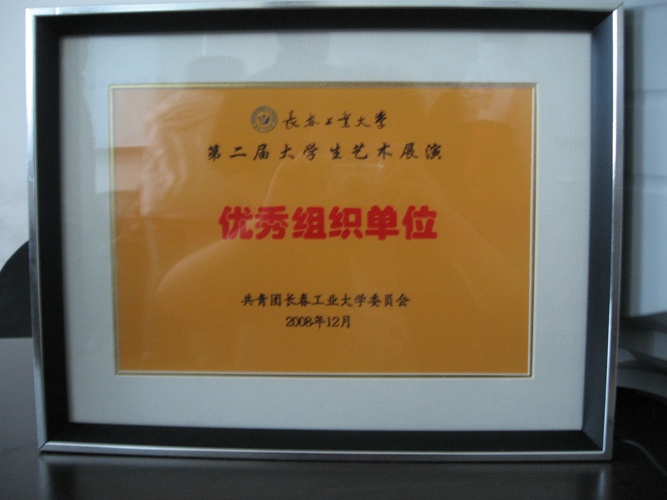 长春工业大学
第二届大学生艺术展演
优秀组织单位
共青团长春工业大学委员会
2008年12月